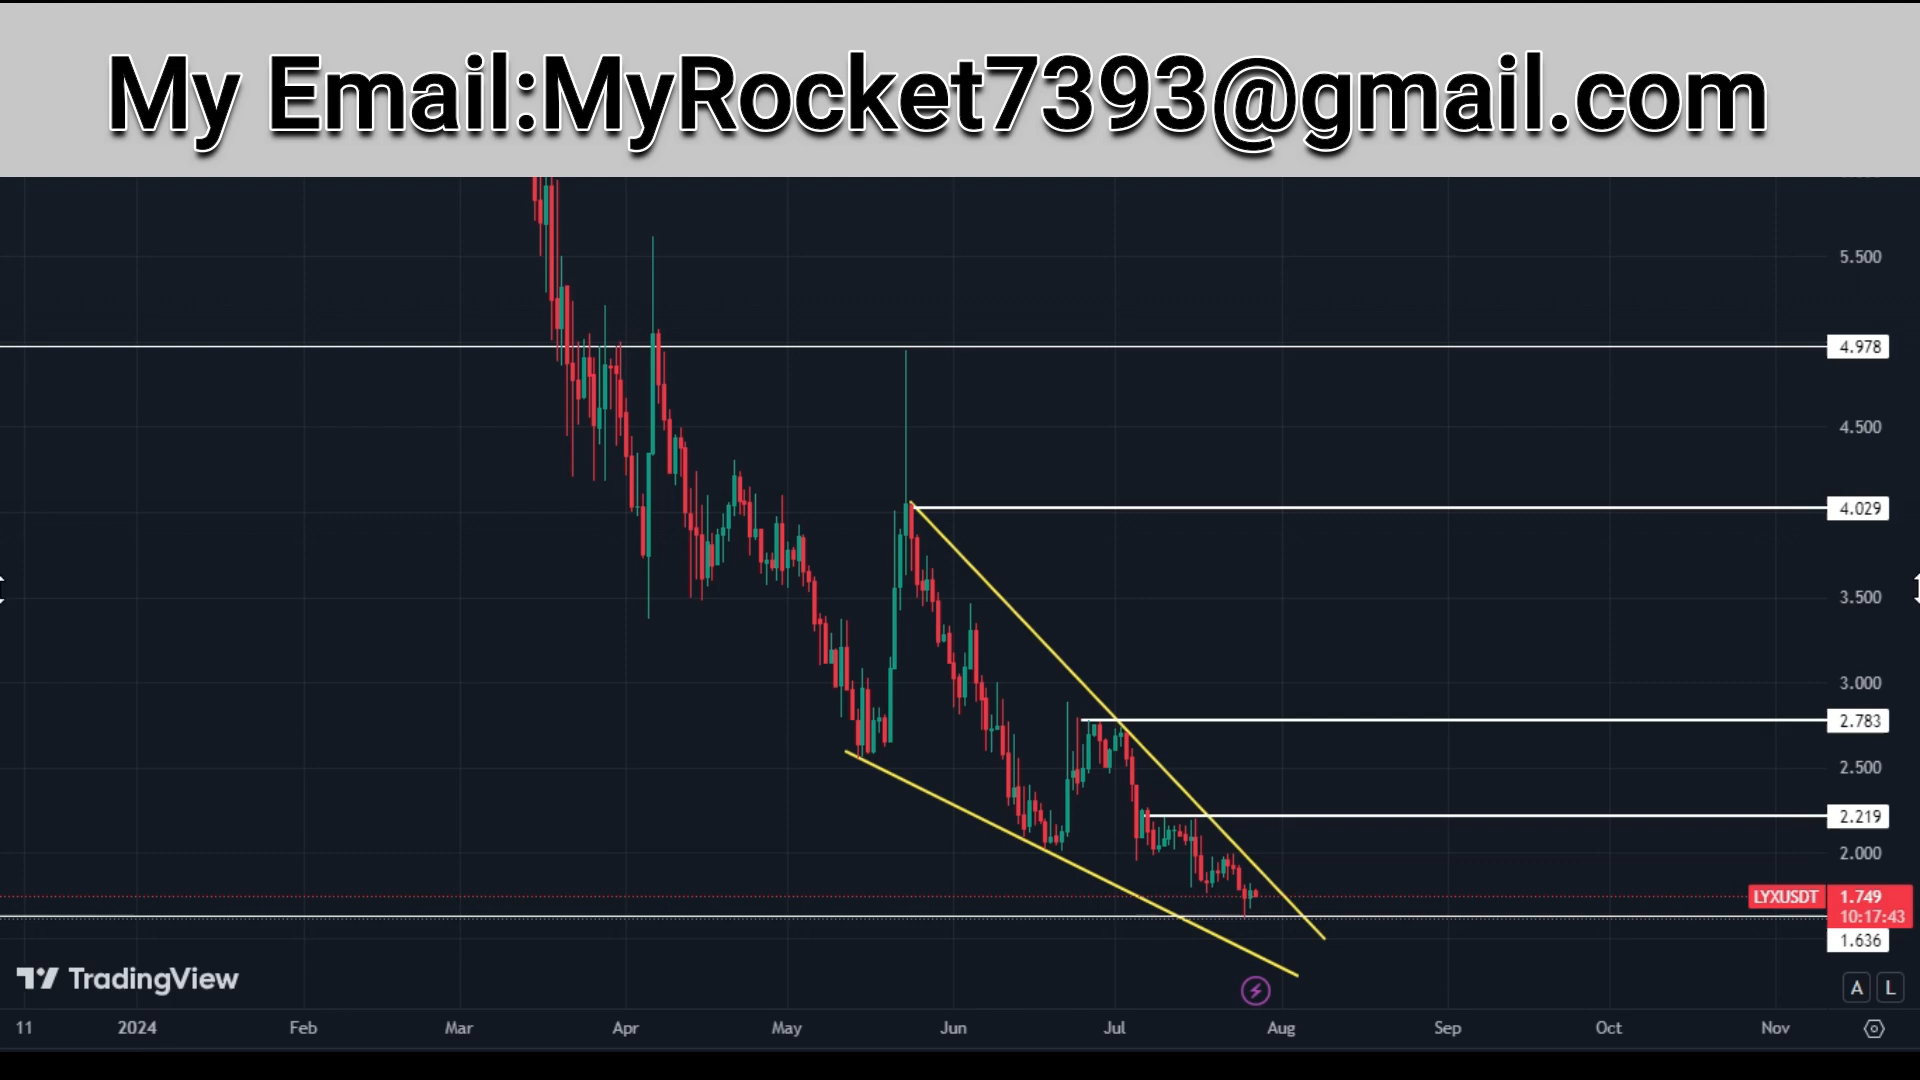 My Email:MyRocket7393@gmail.com
5.500
4.978
4.500
4.029
3.500
3.000
2.783
2.500
2.219
2.000
LYXUSDT 1.749
10:17:43
1.636
TradingView
A L
11 2024 Feb Mar Apr May Jun Jul Aug Sep Oct Nov